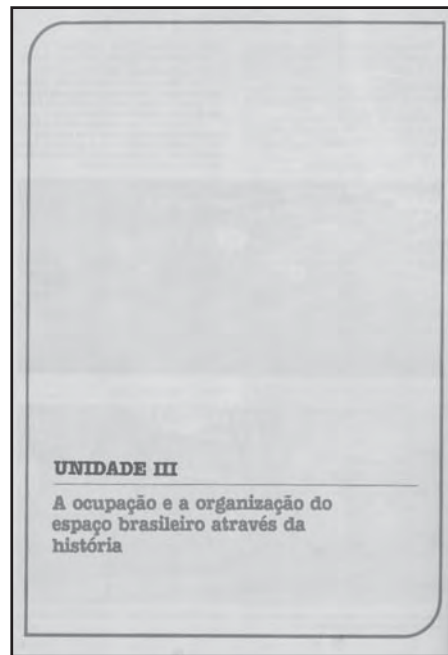 UNIDADE III
A ocupação e a organização do
espaço brasileiro através da
história